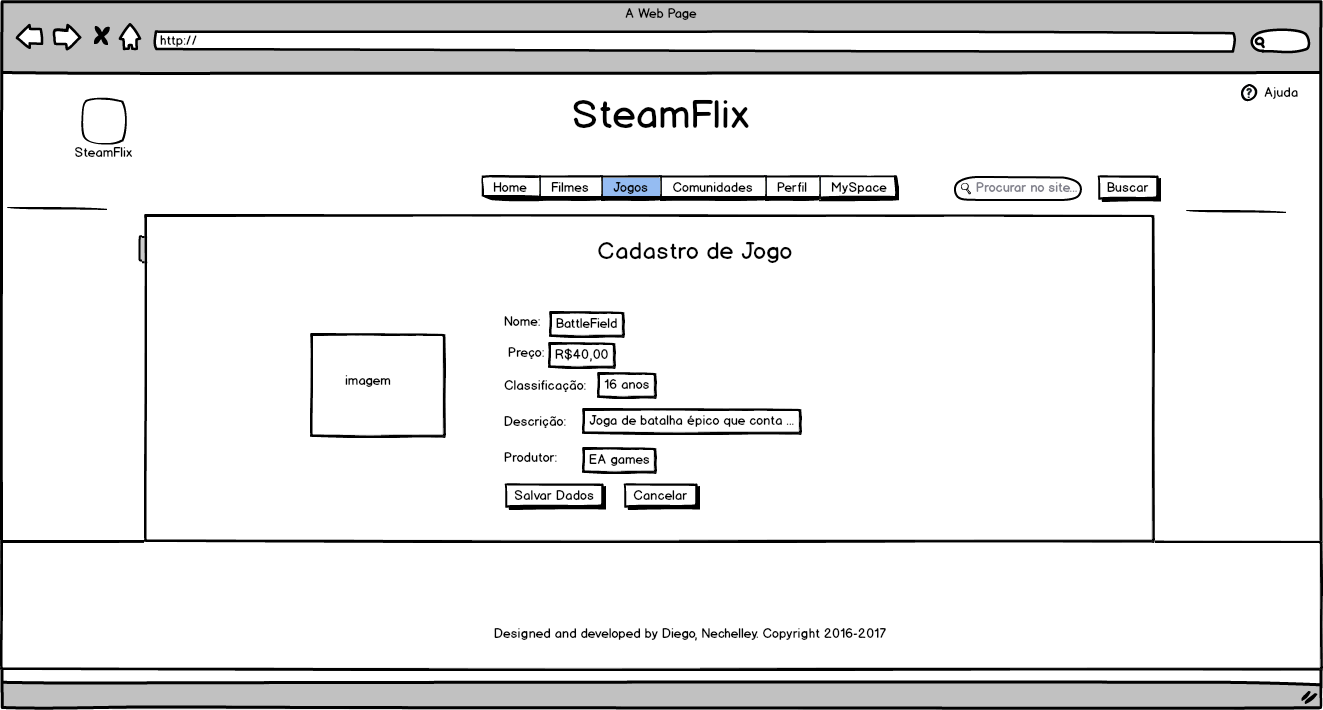 A Web Page
http://
Ajuda
SteamFlix
SteamFlix
Home Filmes Jogos Comunidades Perfil MySpace Procurar no site... Buscar
Cadastro de Jogo
Nome: BattleField
Preço: R$40,00
imagem
Classificação: 16 anos
Descrição: Joga de batalha épico que conta ...
Produtor: EA games
Salvar Dados Cancelar
Designed and developed by Diego, Nechelley. Copyright 2016-2017